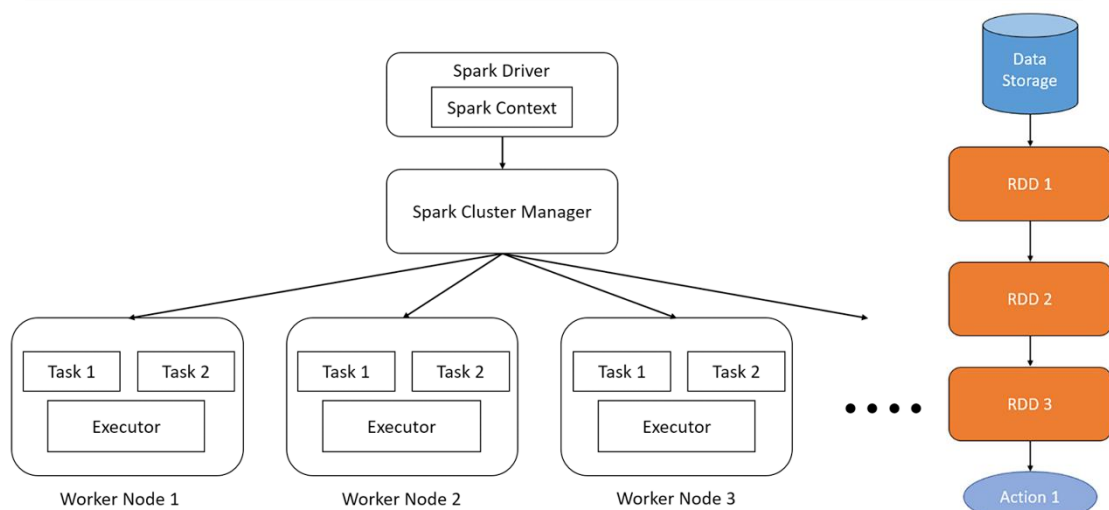 Spark Driver
Spark Context
Spark Cluster Manager
Task 1
Task 2
Executor
Worker Node 1
Task 1
Task 2
Executor
Worker Node 2
Task 1
Task 2
Executor
Worker Node 3
Data
Storage
RDD 1
RDD 2
RDD 3
Action 1